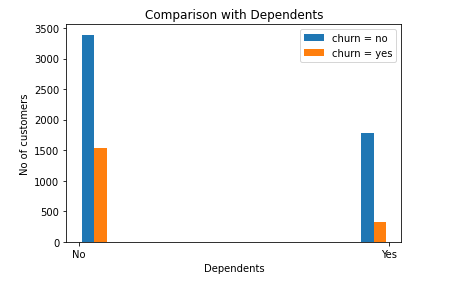 Comparison with Dependents
churn = no
churn = yes
3500
3000
2500
2000
1500
1000
500
0
No of customers
No
Yes
Dependents